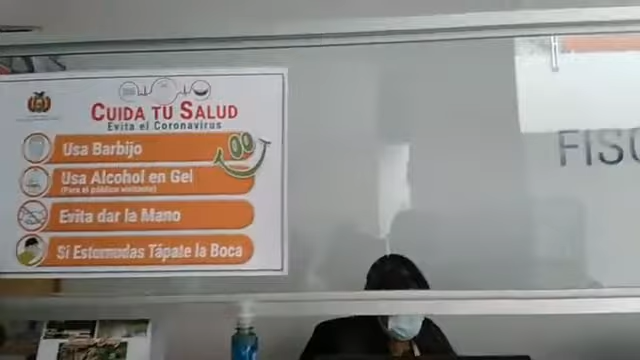 CUIDA TU SALUD
Evita el Coronavirus
Usa Barbijo
Usa Alcohol en Gel
(Para el público visitante)
Evita dar la Mano
Si Estornudas Tápate la Boca
FISC